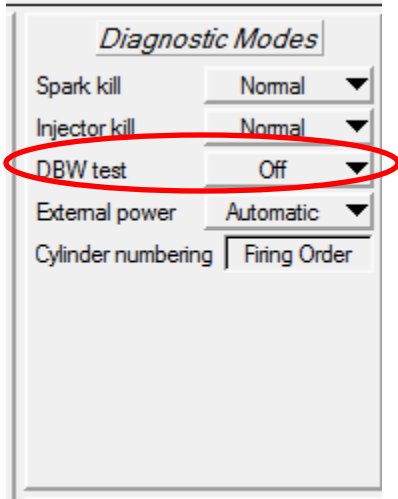 Diagnostic Modes
Spark kill Normal
Injector kill Normal
DBW test Off
External power Automatic
Cylinder numbering Firing Order